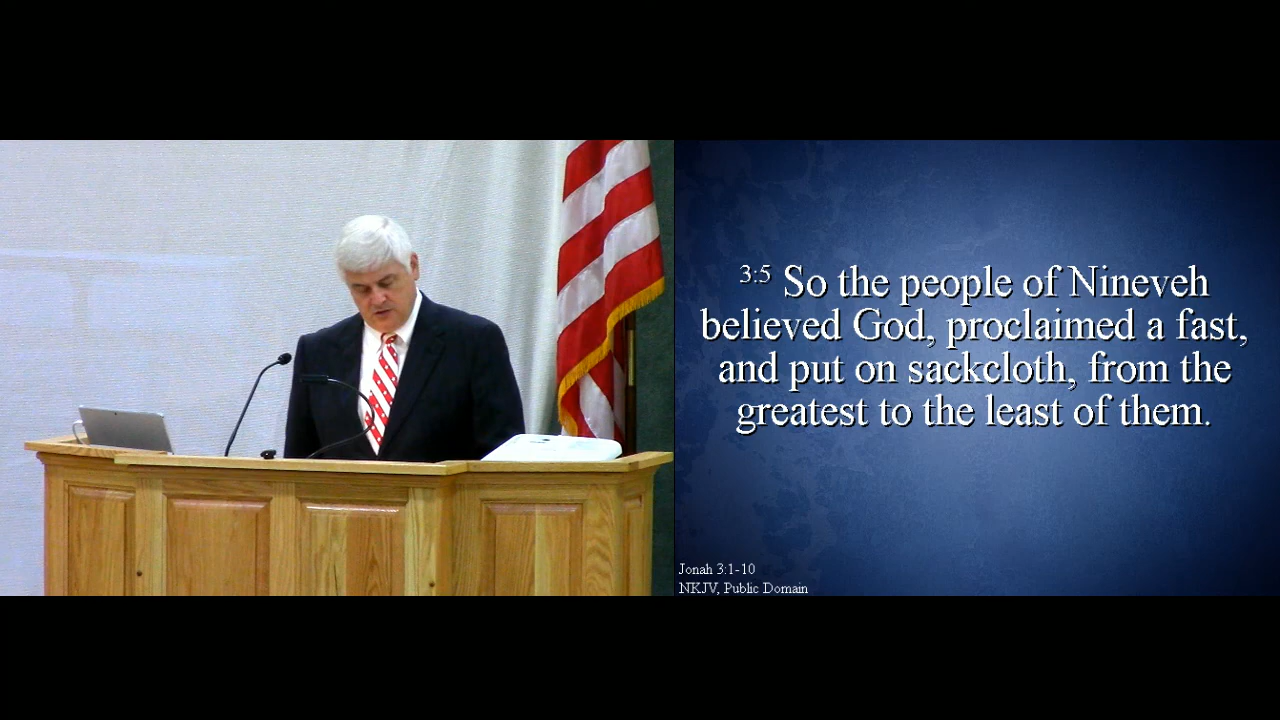 3:5 So the people of Nineveh
believed God, proclaimed a fast,
and put on sackcloth, from the
greatest to the least of them.
Jonah 3:1-10
NKJV, Public Domain